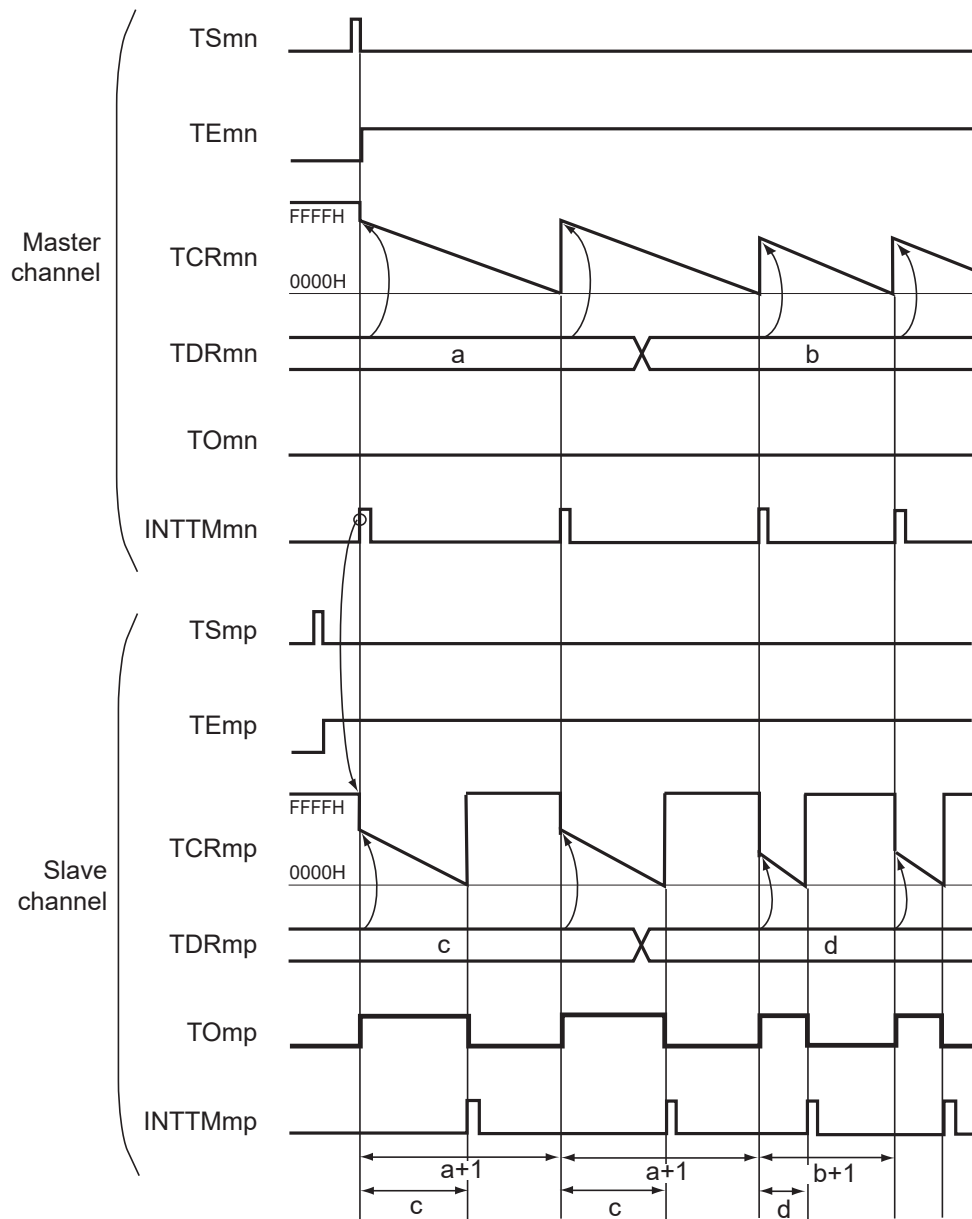 TSmn
TEmn
FFFFH
Master
channel
TCRmn
0000H
TDRmn
a
b
TOmn
INTTMmn
TSmp
TEmp
FFFFH
TCRmp
Slave
channel
0000H
TDRmp
c
d
TOmp
INTTMmp
a+1
a+1
b+1
c
c
d